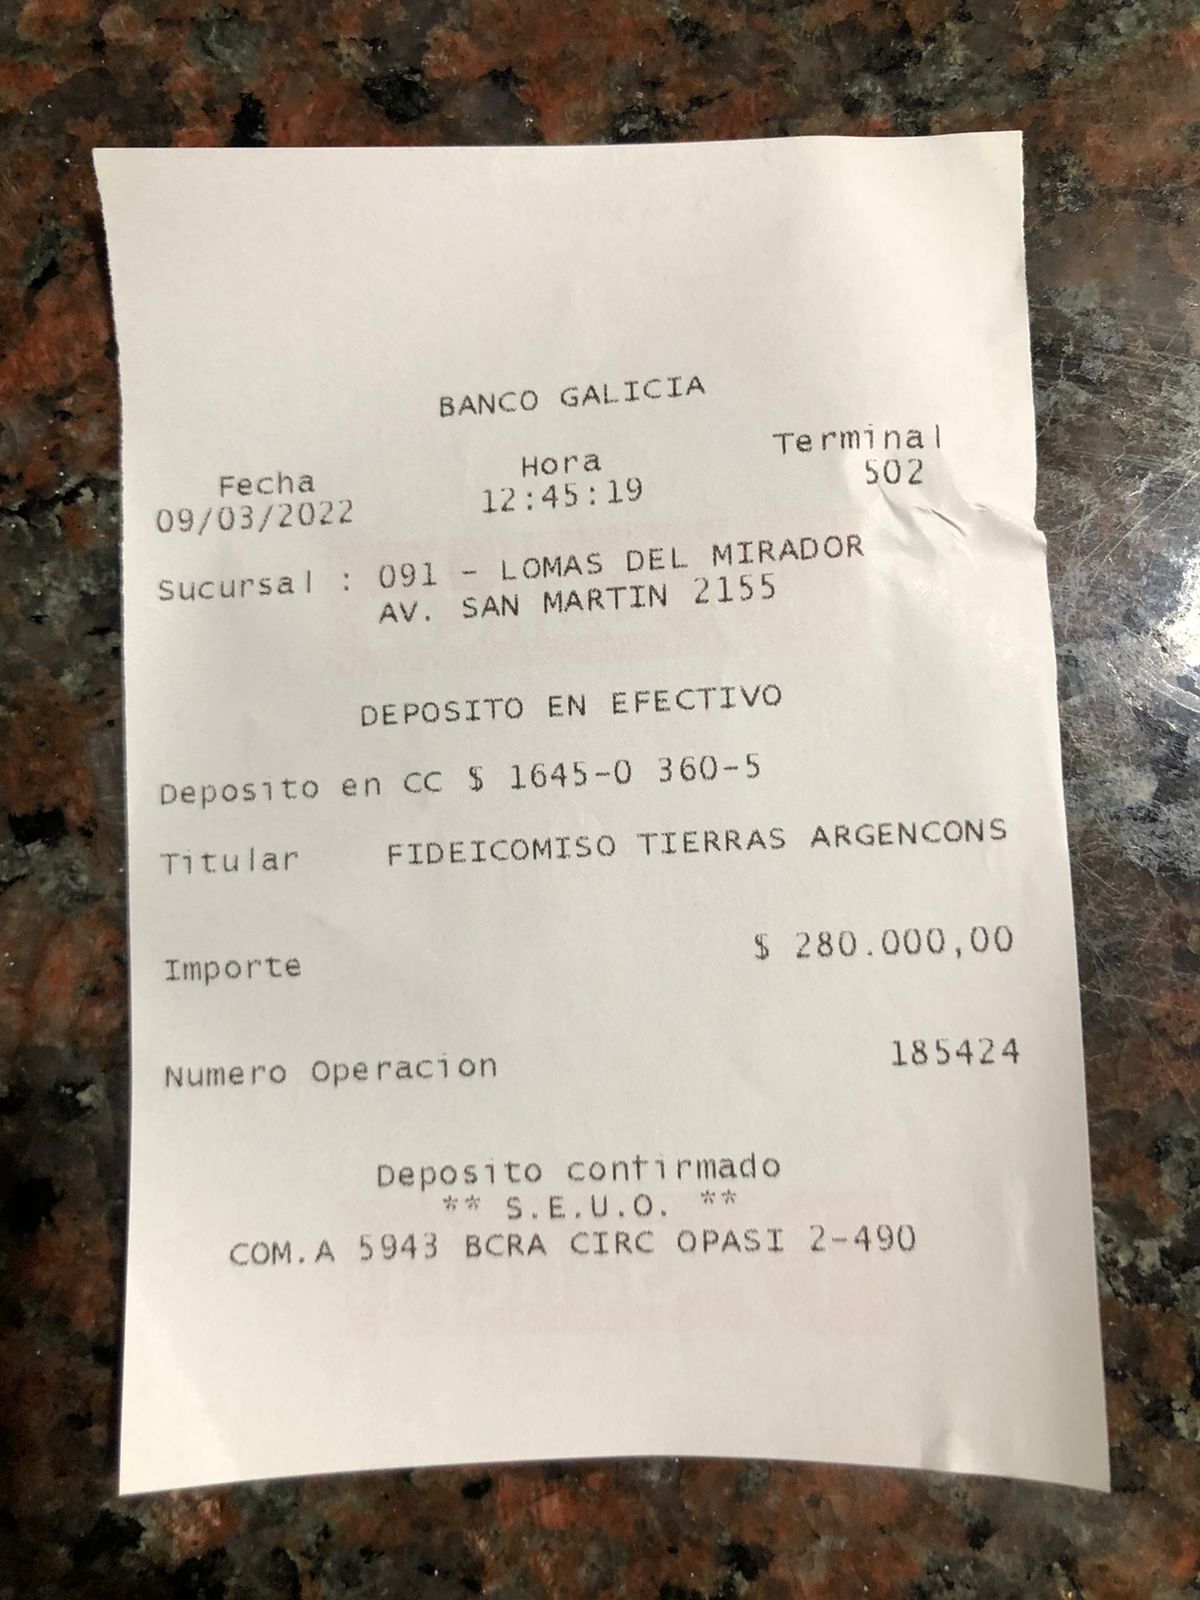 BANCO GALICIA
Fecha Hora Terminal
09/03/2022 12:45:19 502
Sucursal : 091 - LOMAS DEL MIRADOR
AV. SAN MARTIN 2155
DEPOSITO EN EFECTIVO
Deposito en CC $ 1645-0 360-5
Titular FIDEICOMISO TIERRAS ARGENCONS
Importe $ 280.000,00
Numero Operacion 185424
Deposito confirmado
** S.E.U.O. **
COM.A 5943 BCRA CIRC OPASI 2-490